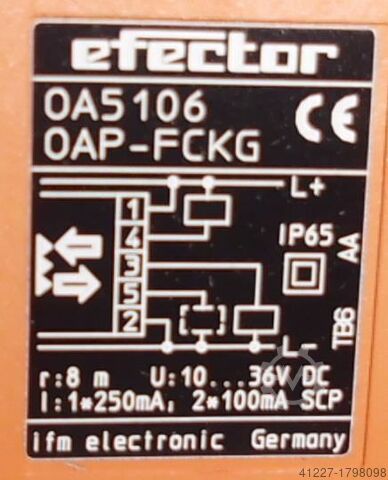 efector
OA5106
OAP-FCKG
CE
L+
1
4
3
5
2
IP65
AA
TB6
L-
r:8 m U:10...36V DC
I:1*250mA, 2*100mA SCP
ifm electronic Germany
41227-1798098